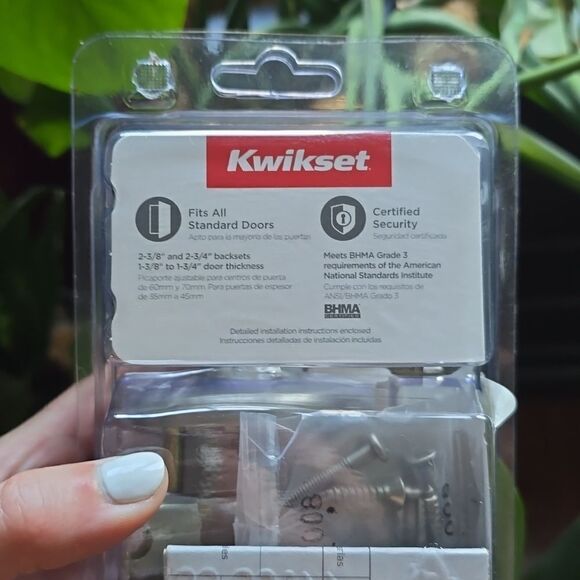 Kwikset
Fits All
Standard Doors
Apto para la mayoría de las puertas
2-3/8" and 2-3/4" backsets
1-3/8" to 1-3/4" door thickness
Picaporte ajustable para centros de puerta
de 60mm y 70mm. Para puertas de espesor
de 35mm a 45mm
Certified
Security
Seguridad certificada
Meets BHMA Grade 3
requirements of the American
National Standards Institute
Cumple con los requisitos de
ANSI/BHMA Grado 3
BHMA
CERTIFIED
Detailed installation instructions enclosed
Instrucciones detalladas de instalación incluidas
008